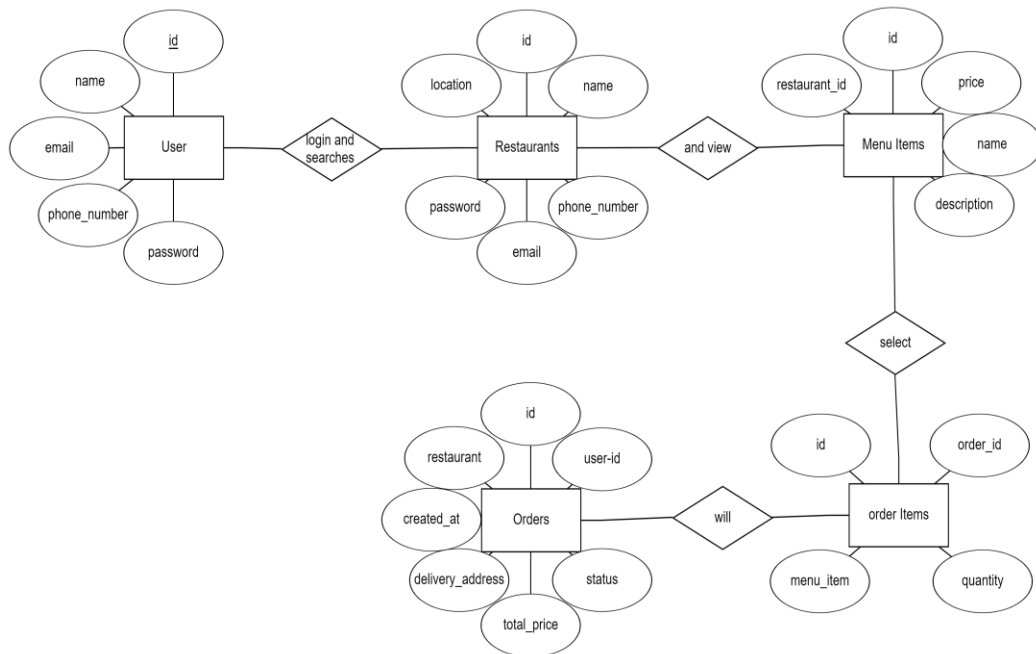 id
name
email
User
phone_number
password
login and
searches
id
location
name
Restaurants
password
phone_number
email
and view
id
restaurant_id
price
Menu Items
name
description
select
id
restaurant
user-id
created_at
Orders
delivery_address
status
total_price
will
id
order_id
order Items
menu_item
quantity